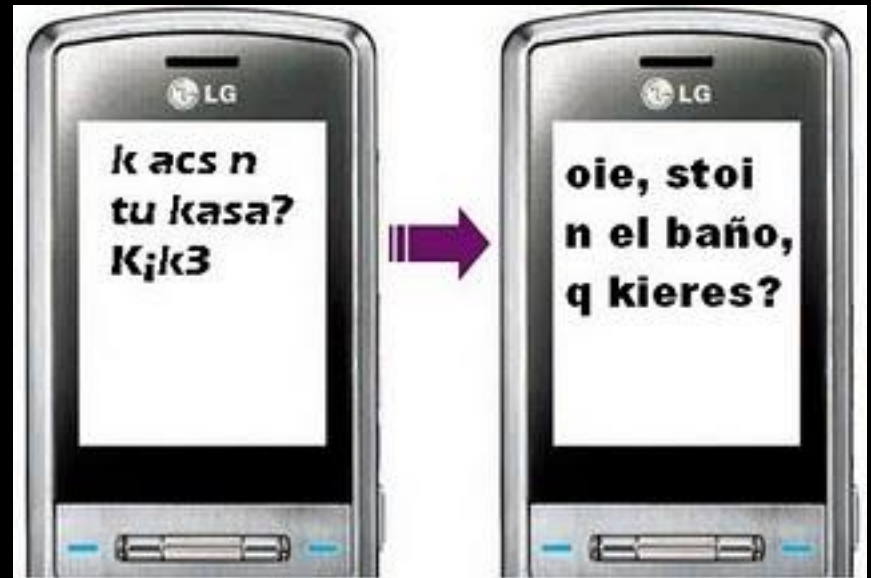 LG
k acs n
tu kasa?
K¡k3
LG
oie, stoi
n el baño,
q kieres?